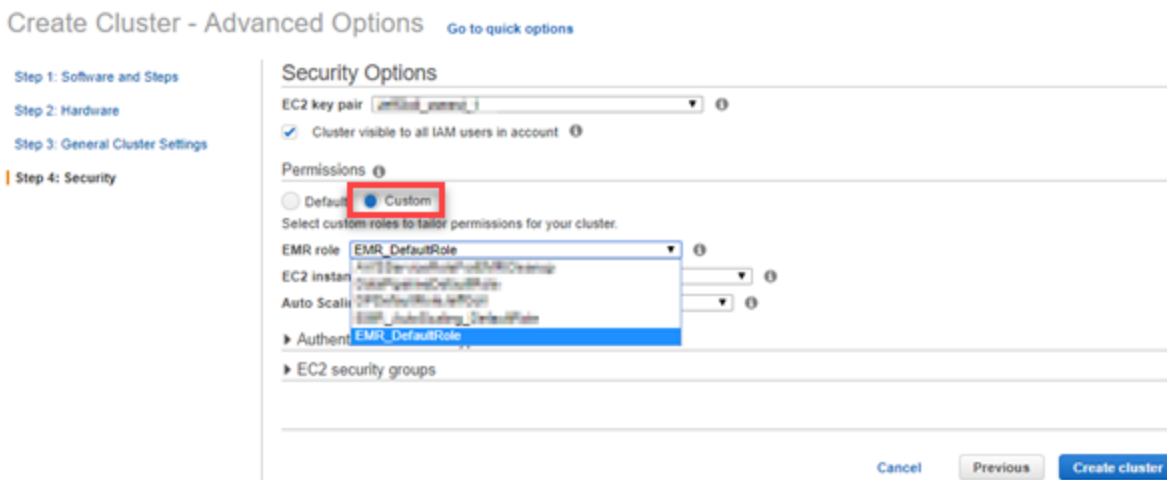 Create Cluster - Advanced Options Go to quick options
Step 1: Software and Steps
Step 2: Hardware
Step 3: General Cluster Settings
Step 4: Security
Security Options
EC2 key pair
Cluster visible to all IAM users in account
Permissions
Default Custom
Select custom roles to tailor permissions for your cluster.
EMR role EMR_DefaultRole
EC2 instan
Auto Scali
EMR_DefaultRole
Authent
EC2 security groups
Cancel Previous Create cluster